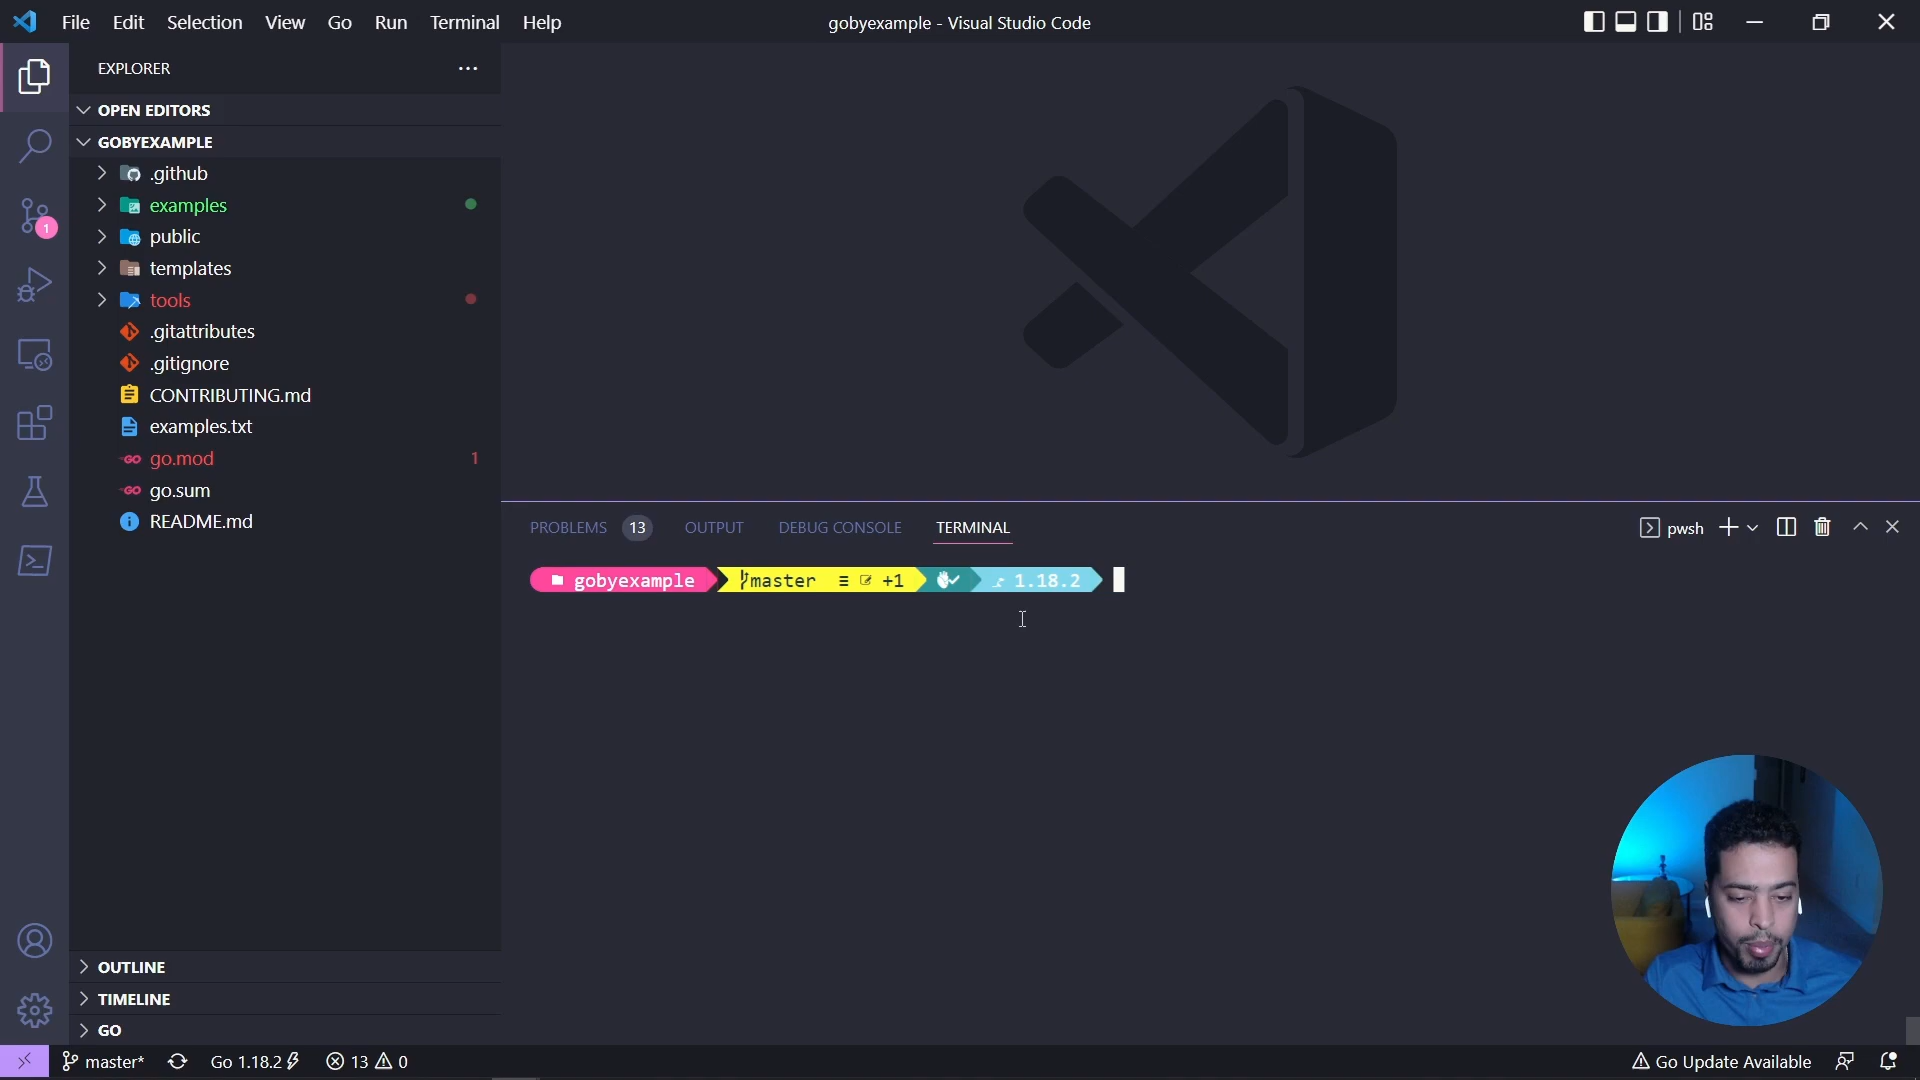 File Edit Selection View Go Run Terminal Help
gobyexample - Visual Studio Code
EXPLORER
OPEN EDITORS
GOBYEXAMPLE
.github
examples
public
templates
tools
.gitattributes
.gitignore
CONTRIBUTING.md
examples.txt
go.mod 1
go.sum
README.md
1
OUTLINE
TIMELINE
GO
PROBLEMS 13 OUTPUT DEBUG CONSOLE TERMINAL
pwsh
gobyexample master ≡ +1 1.18.2
master* Go 1.18.2 13 0
Go Update Available